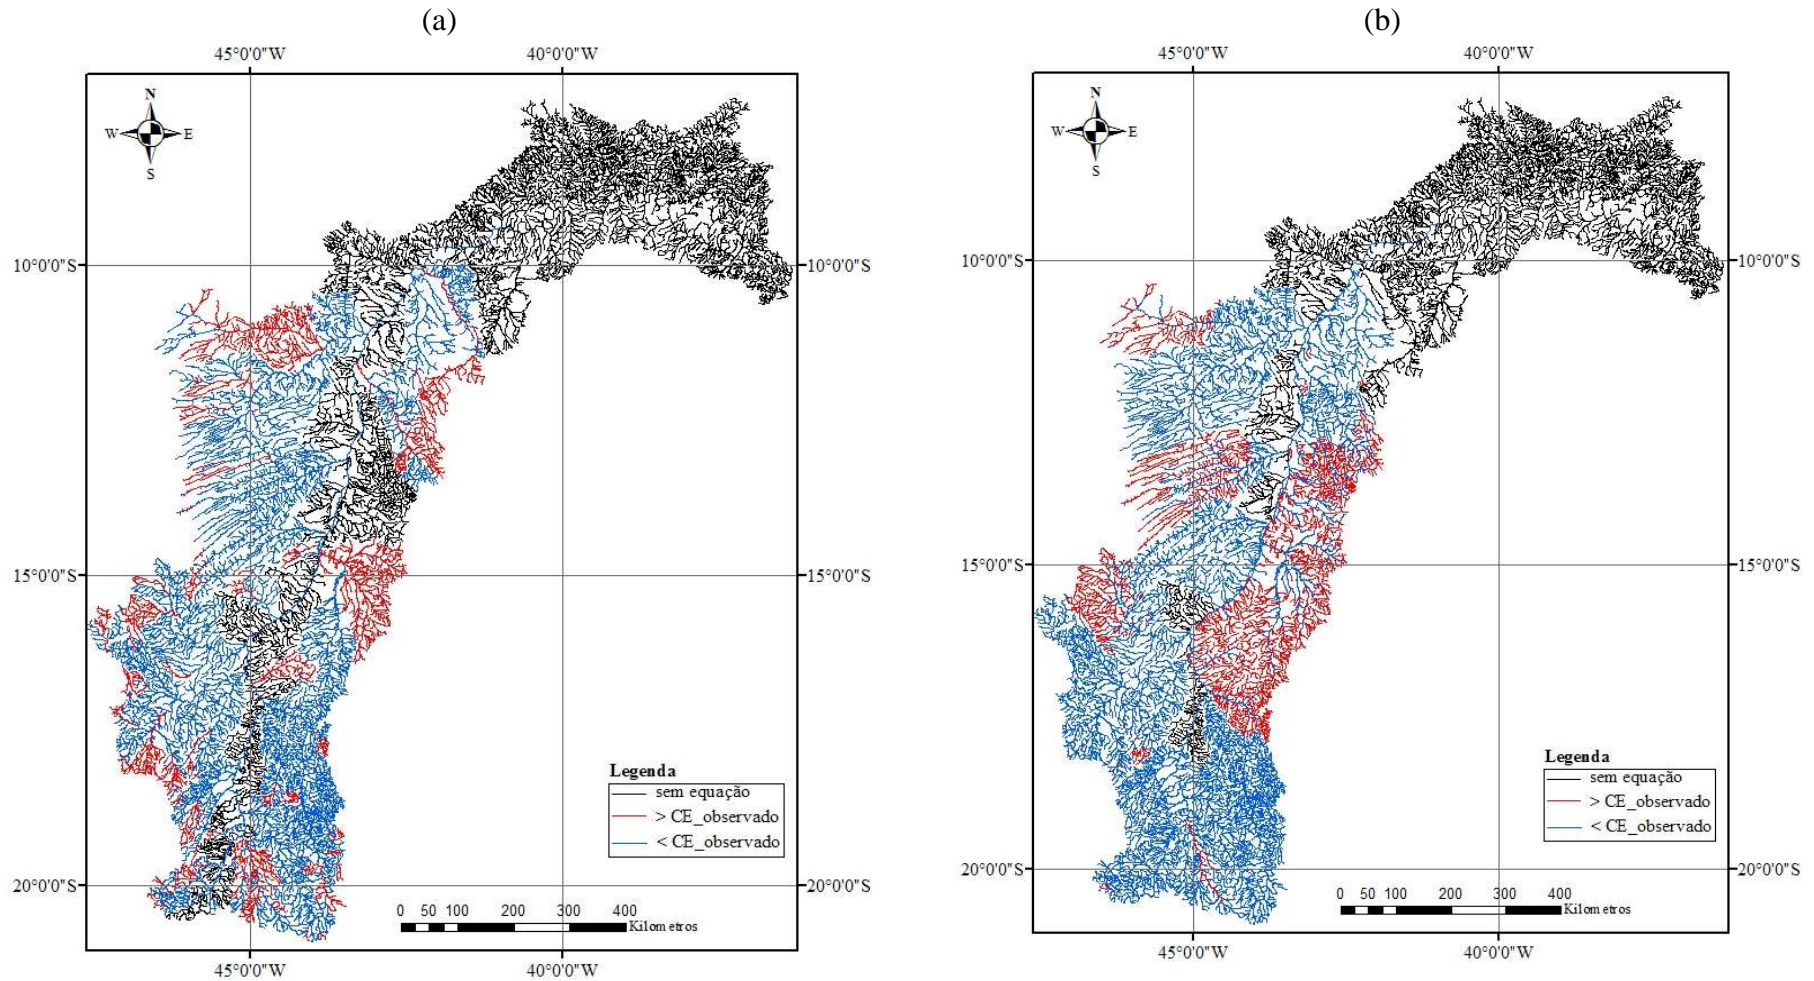 (a)
45°0'0"W 40°0'0"W
N
W E
S
10°0'0"S 10°0'0"S
15°0'0"S 15°0'0"S
Legenda
sem equação
> CE_observado
< CE_observado
20°0'0"S 20°0'0"S
0 50 100 200 300 400
Kilometros
45°0'0"W 40°0'0"W
(b)
45°0'0"W 40°0'0"W
N
W E
S
10°0'0"S 10°0'0"S
15°0'0"S 15°0'0"S
Legenda
sem equação
> CE_observado
< CE_observado
20°0'0"S 20°0'0"S
0 50 100 200 300 400
Kilometros
45°0'0"W 40°0'0"W